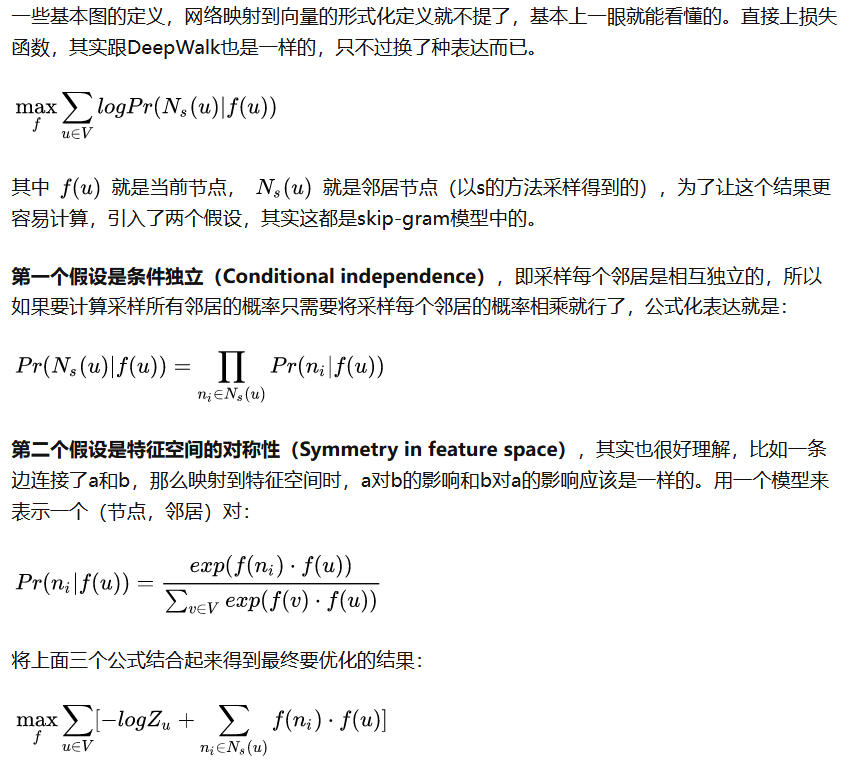 一些基本图的定义，网络映射到向量的形式化定义就不提了，基本上一眼就能看懂的。直接上损失
函数，其实跟DeepWalk也是一样的，只不过换了种表达而已。
max_f ∑_{u∈V} logPr(N_s(u)|f(u))
其中 f(u) 就是当前节点， N_s(u) 就是邻居节点（以s的方法采样得到的）,为了让这个结果更
容易计算，引入了两个假设，其实这都是skip-gram模型中的。
第一个假设是条件独立（Conditional independence）, 即采样每个邻居是相互独立的，所以
如果要计算采样所有邻居的概率只需要将采样每个邻居的概率相乘就行了，公式化表达就是：
Pr(N_s(u)|f(u)) = ∏_{n_i∈N_s(u)} Pr(n_i|f(u))
第二个假设是特征空间的对称性（Symmetry in feature space）, 其实也很好理解，比如一条
边连接了a和b，那么映射到特征空间时，a对b的影响和b对a的影响应该是一样的。用一个模型来
表示一个（节点，邻居）对：
Pr(n_i|f(u)) = exp(f(n_i) · f(u)) / ∑_{v∈V} exp(f(v) · f(u))
将上面三个公式结合起来得到最终要优化的结果：
max_f ∑_{u∈V} [−logZ_u + ∑_{n_i∈N_s(u)} f(n_i) · f(u)]